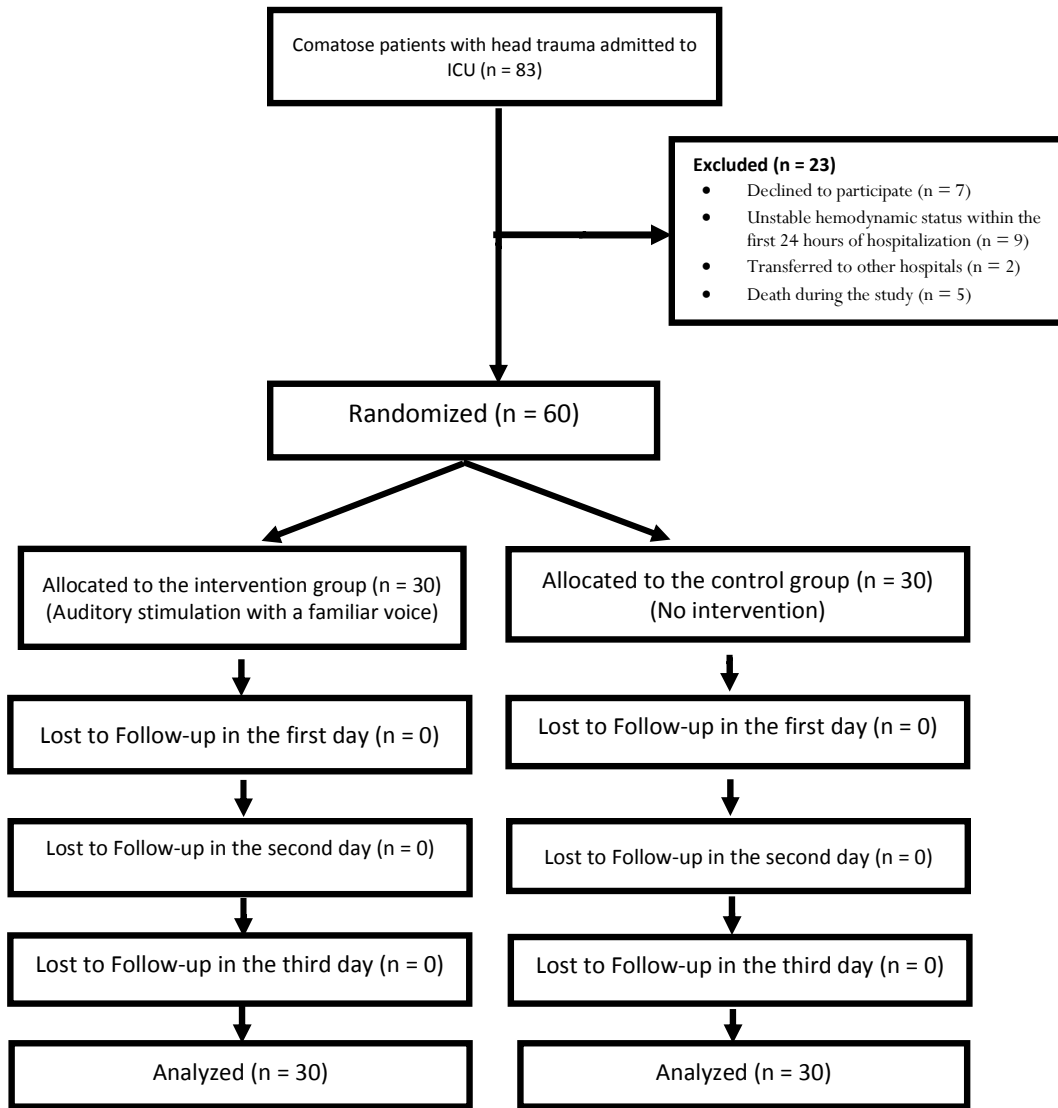 Comatose patients with head trauma admitted to
ICU (n = 83)
Excluded (n = 23)
• Declined to participate (n = 7)
• Unstable hemodynamic status within the
first 24 hours of hospitalization (n = 9)
• Transferred to other hospitals (n = 2)
• Death during the study (n = 5)
Randomized (n = 60)
Allocated to the intervention group (n = 30)
(Auditory stimulation with a familiar voice)
Allocated to the control group (n = 30)
(No intervention)
Lost to Follow-up in the first day (n = 0)
Lost to Follow-up in the first day (n = 0)
Lost to Follow-up in the second day (n = 0)
Lost to Follow-up in the second day (n = 0)
Lost to Follow-up in the third day (n = 0)
Lost to Follow-up in the third day (n = 0)
Analyzed (n = 30)
Analyzed (n = 30)